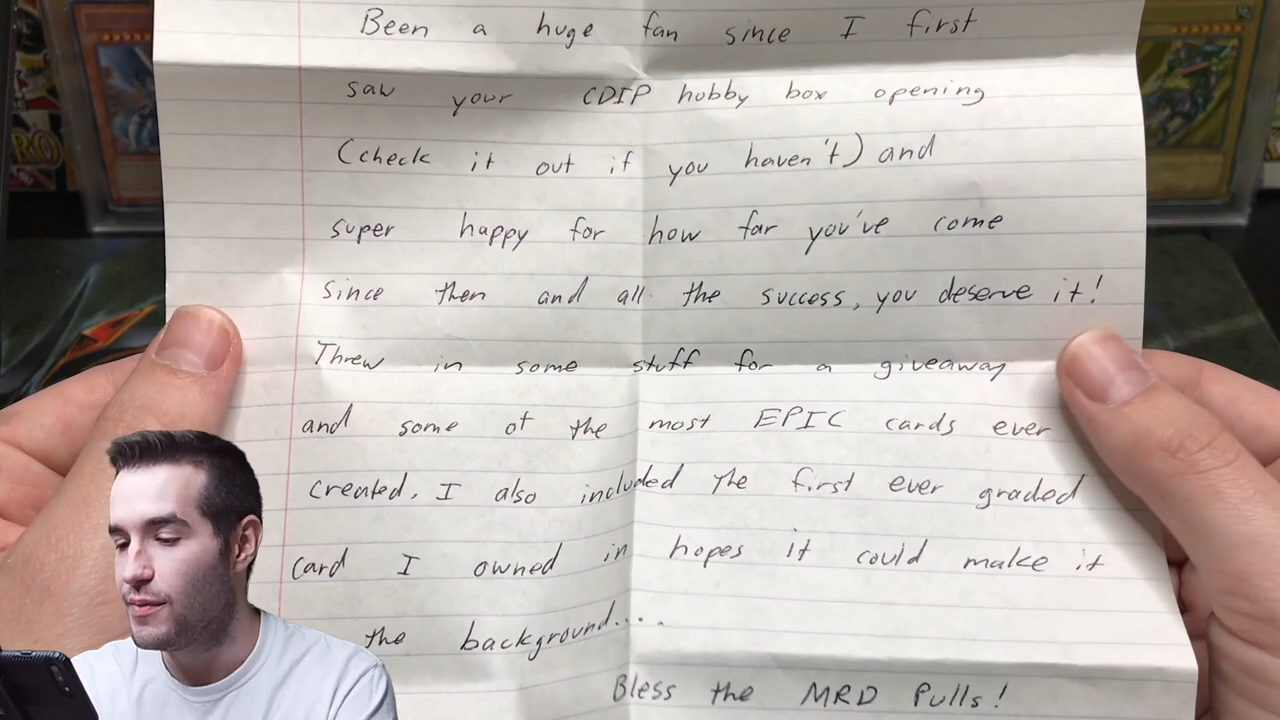 Been a huge fan since I first
saw your CDIP hobby box opening
(check it out if you haven't) and
super happy for how far you've come
since then and all the success, you deserve it!
Threw in some stuff for a giveaway
and some of the most EPIC cards ever
created. I also included the first ever graded
card I owned in hopes it could make it
the background....
Bless the MRD Pulls!